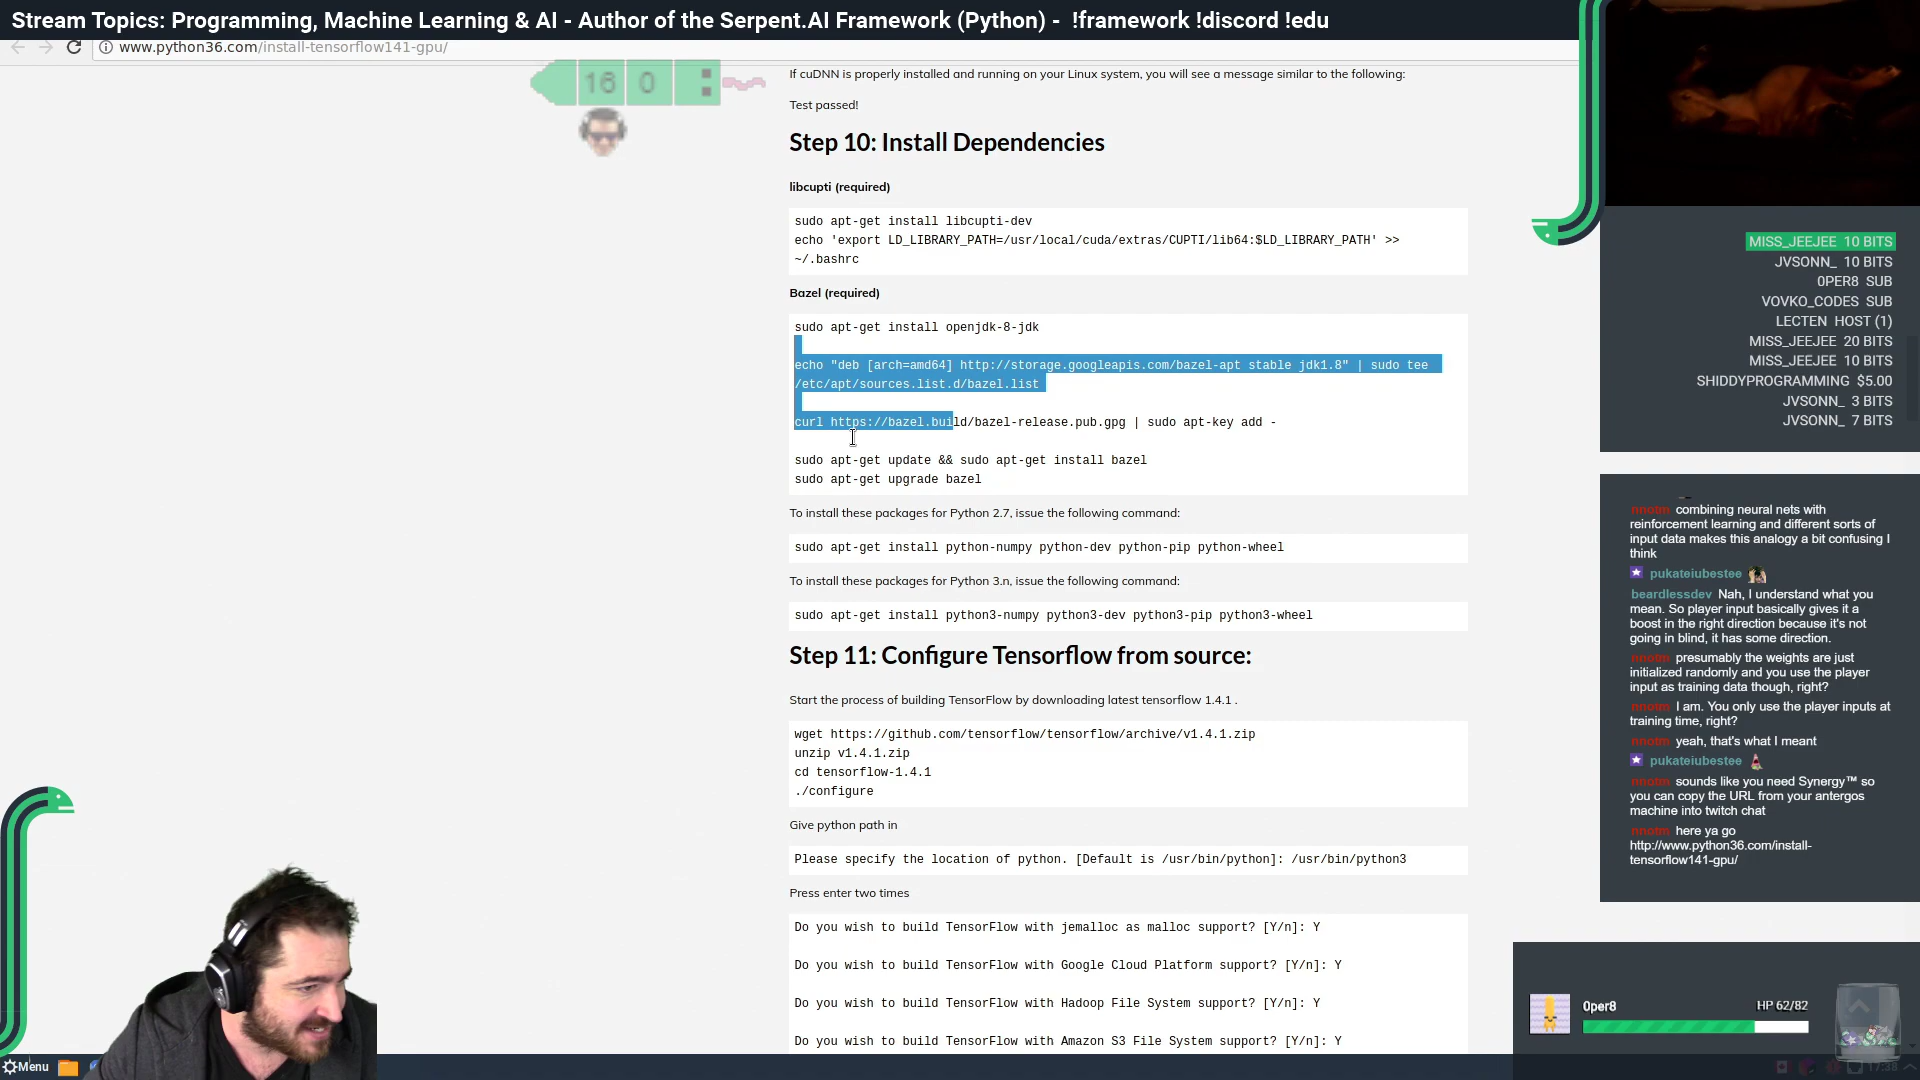 Stream Topics: Programming, Machine Learning & AI - Author of the Serpent.AI Framework (Python) -  !framework !discord !edu
www.python36.com/install-tensorflow141-gpu/
16 0 :
If cuDNN is properly installed and running on your Linux system, you will see a message similar to the following:
Test passed!
Step 10: Install Dependencies
libcupti (required)
sudo apt-get install libcupti-dev
echo 'export LD_LIBRARY_PATH=/usr/local/cuda/extras/CUPTI/lib64:$LD_LIBRARY_PATH' >>
~/.bashrc
Bazel (required)
sudo apt-get install openjdk-8-jdk
echo "deb [arch=amd64] http://storage.googleapis.com/bazel-apt stable jdk1.8" | sudo tee
/etc/apt/sources.list.d/bazel.list
curl https://bazel.build/bazel-release.pub.gpg | sudo apt-key add -
sudo apt-get update && sudo apt-get install bazel
sudo apt-get upgrade bazel
To install these packages for Python 2.7, issue the following command:
sudo apt-get install python-numpy python-dev python-pip python-wheel
To install these packages for Python 3.n, issue the following command:
sudo apt-get install python3-numpy python3-dev python3-pip python3-wheel
Step 11: Configure Tensorflow from source:
Start the process of building TensorFlow by downloading latest tensorflow 1.4.1 .
wget https://github.com/tensorflow/tensorflow/archive/v1.4.1.zip
unzip v1.4.1.zip
cd tensorflow-1.4.1
./configure
Give python path in
Please specify the location of python. [Default is /usr/bin/python]: /usr/bin/python3
Press enter two times
Do you wish to build TensorFlow with jemalloc as malloc support? [Y/n]: Y
Do you wish to build TensorFlow with Google Cloud Platform support? [Y/n]: Y
Do you wish to build TensorFlow with Hadoop File System support? [Y/n]: Y
Do you wish to build TensorFlow with Amazon S3 File System support? [Y/n]: Y
MISS_JEEJEE 10 BITS
JVSONN_ 10 BITS
0PER8 SUB
VOVKO_CODES SUB
LECTEN HOST (1)
MISS_JEEJEE 20 BITS
MISS_JEEJEE 10 BITS
SHIDDYPROGRAMMING $5.00
JVSONN_ 3 BITS
JVSONN_ 7 BITS
nnotm combining neural nets with
reinforcement learning and different sorts of
input data makes this analogy a bit confusing I
think
pukateiubestee
beardlessdev Nah, I understand what you
mean. So player input basically gives it a
boost in the right direction because it's not
going in blind, it has some direction.
nnotm presumably the weights are just
initialized randomly and you use the player
input as training data though, right?
nnotm I am. You only use the player inputs at
training time, right?
nnotm yeah, that's what I meant
pukateiubestee
nnotm sounds like you need Synergy™ so
you can copy the URL from your antergos
machine into twitch chat
nnotm here ya go
http://www.python36.com/install-
tensorflow141-gpu/
0per8 HP 62/82
Menu
17:38